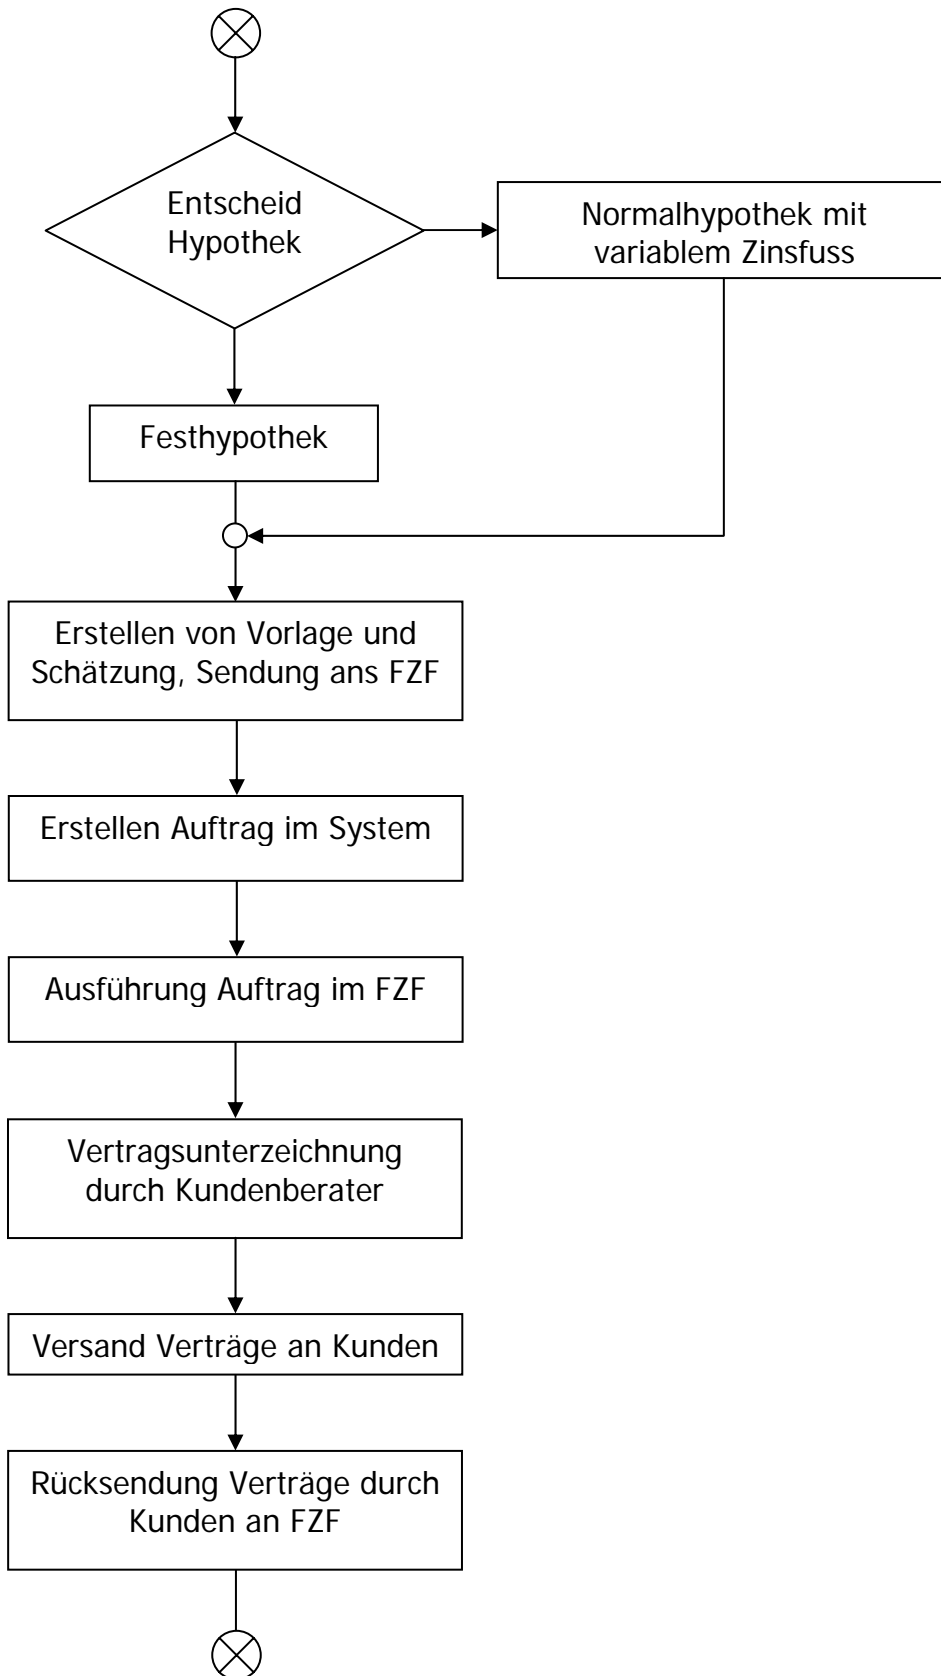 Entscheid
Hypothek
Normalhypothek mit
variablem Zinsfuss
Festhypothek
Erstellen von Vorlage und
Schätzung, Sendung ans FZF
Erstellen Auftrag im System
Ausführung Auftrag im FZF
Vertragsunterzeichnung
durch Kundenberater
Versand Verträge an Kunden
Rücksendung Verträge durch
Kunden an FZF